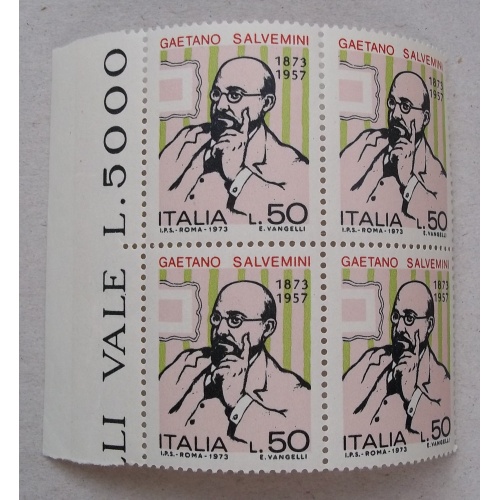 LLI VALE L.5000
GAETANO SALVEMINI
1873
1957
ITALIA L.50
I.P.S.-ROMA-1973 E. VANGELLI
GAETANO SALVEMINI
1873
1957
ITALIA L.50
I.P.S.-ROMA-1973 E. VANGELLI
GAETANO SALVEMINI
1873
1957
ITALIA L.50
I.P.S.-ROMA-1973 E. VANGELLI
GAETANO SALVEMINI
1873
1957
ITALIA L.50
I.P.S.-ROMA-1973 E. VANGELLI